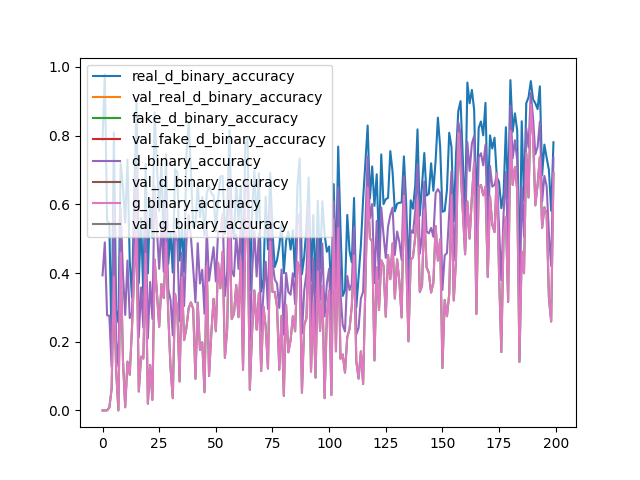 1.0
0.8
0.6
0.4
0.2
0.0
real_d_binary_accuracy
val_real_d_binary_accuracy
fake_d_binary_accuracy
val_fake_d_binary_accuracy
d_binary_accuracy
val_d_binary_accuracy
g_binary_accuracy
val_g_binary_accuracy
0 25 50 75 100 125 150 175 200